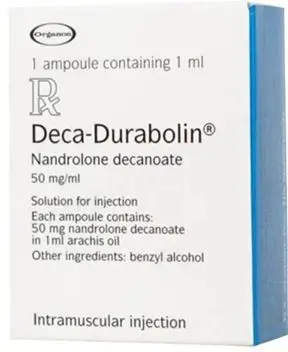 Organon
1 ampoule containing 1 ml
Rx
Deca-Durabolin®
Nandrolone decanoate
50 mg/ml
Solution for injection
Each ampoule contains:
50 mg nandrolone decanoate
in 1ml arachis oil
Other ingredients: benzyl alcohol
Intramuscular injection